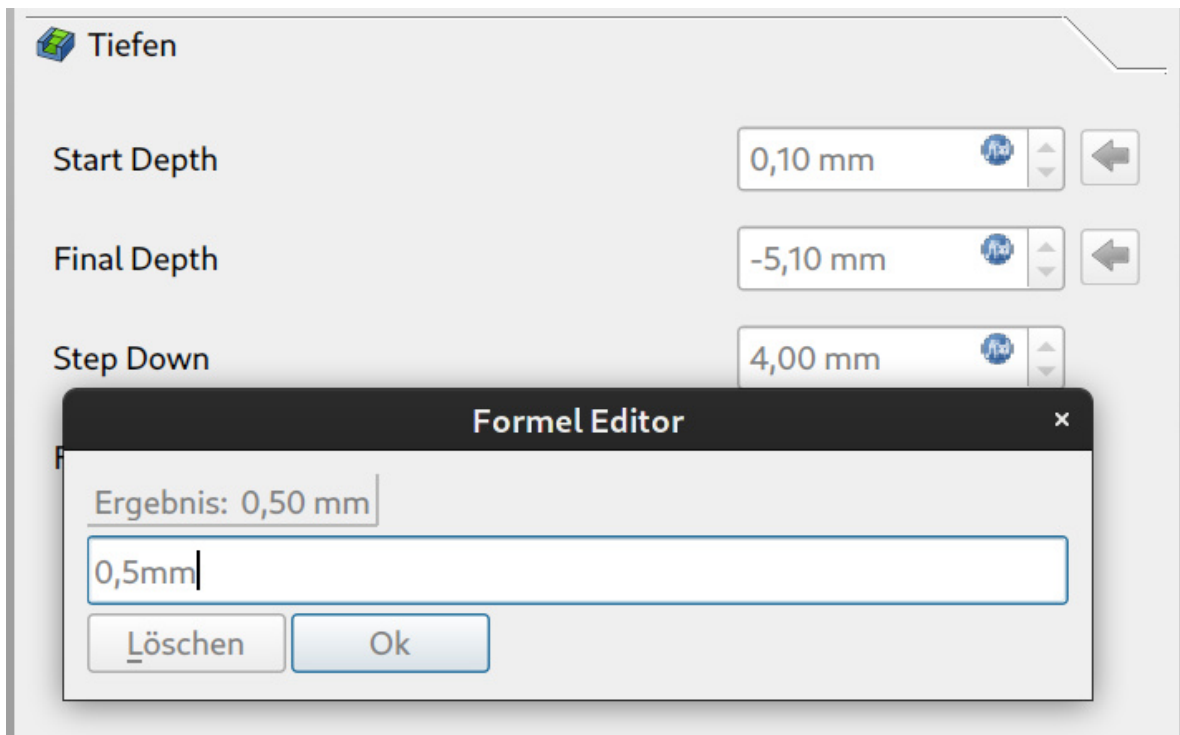 Tiefen
Start Depth 0,10 mm
Final Depth -5,10 mm
Step Down 4,00 mm
Formel Editor ×
Ergebnis: 0,50 mm
0,5mm
Löschen Ok